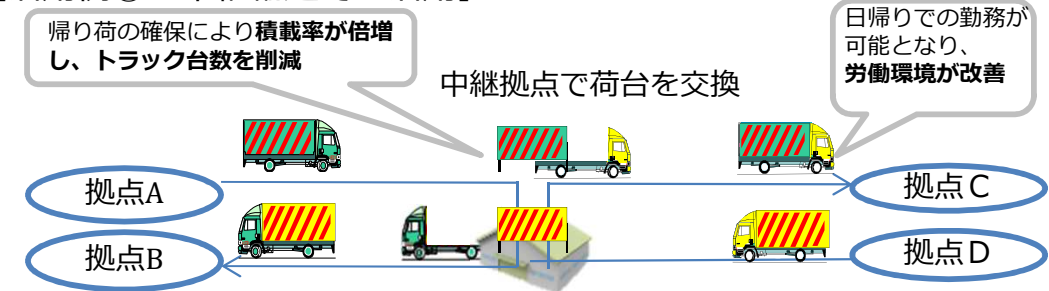 帰り荷の確保により積載率が倍増
し、トラック台数を削減
日帰りでの勤務が
可能となり、
労働環境が改善
中継拠点で荷台を交換
拠点A
拠点C
拠点B
拠点D